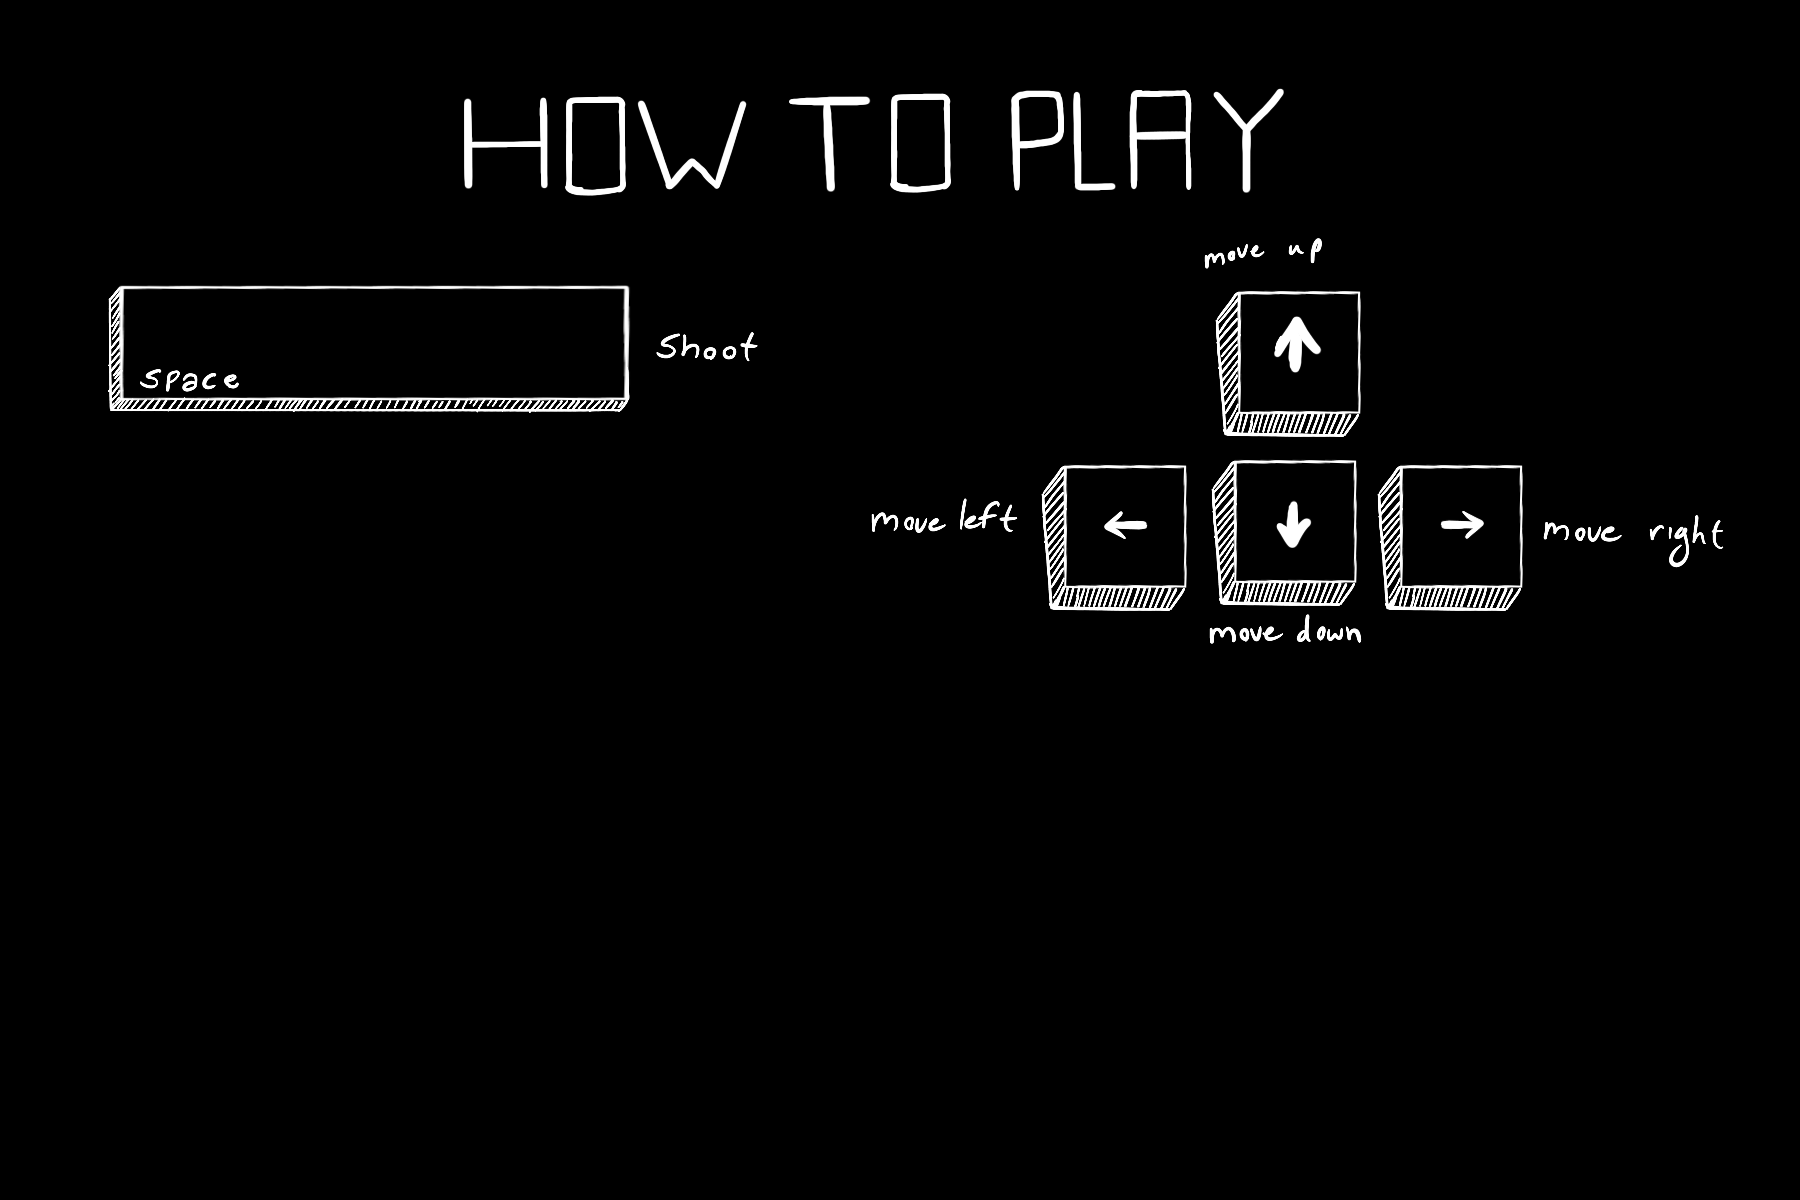 HOW TO PLAY
move up
space
Shoot
↑
move left
←
↓
→
move right
move down